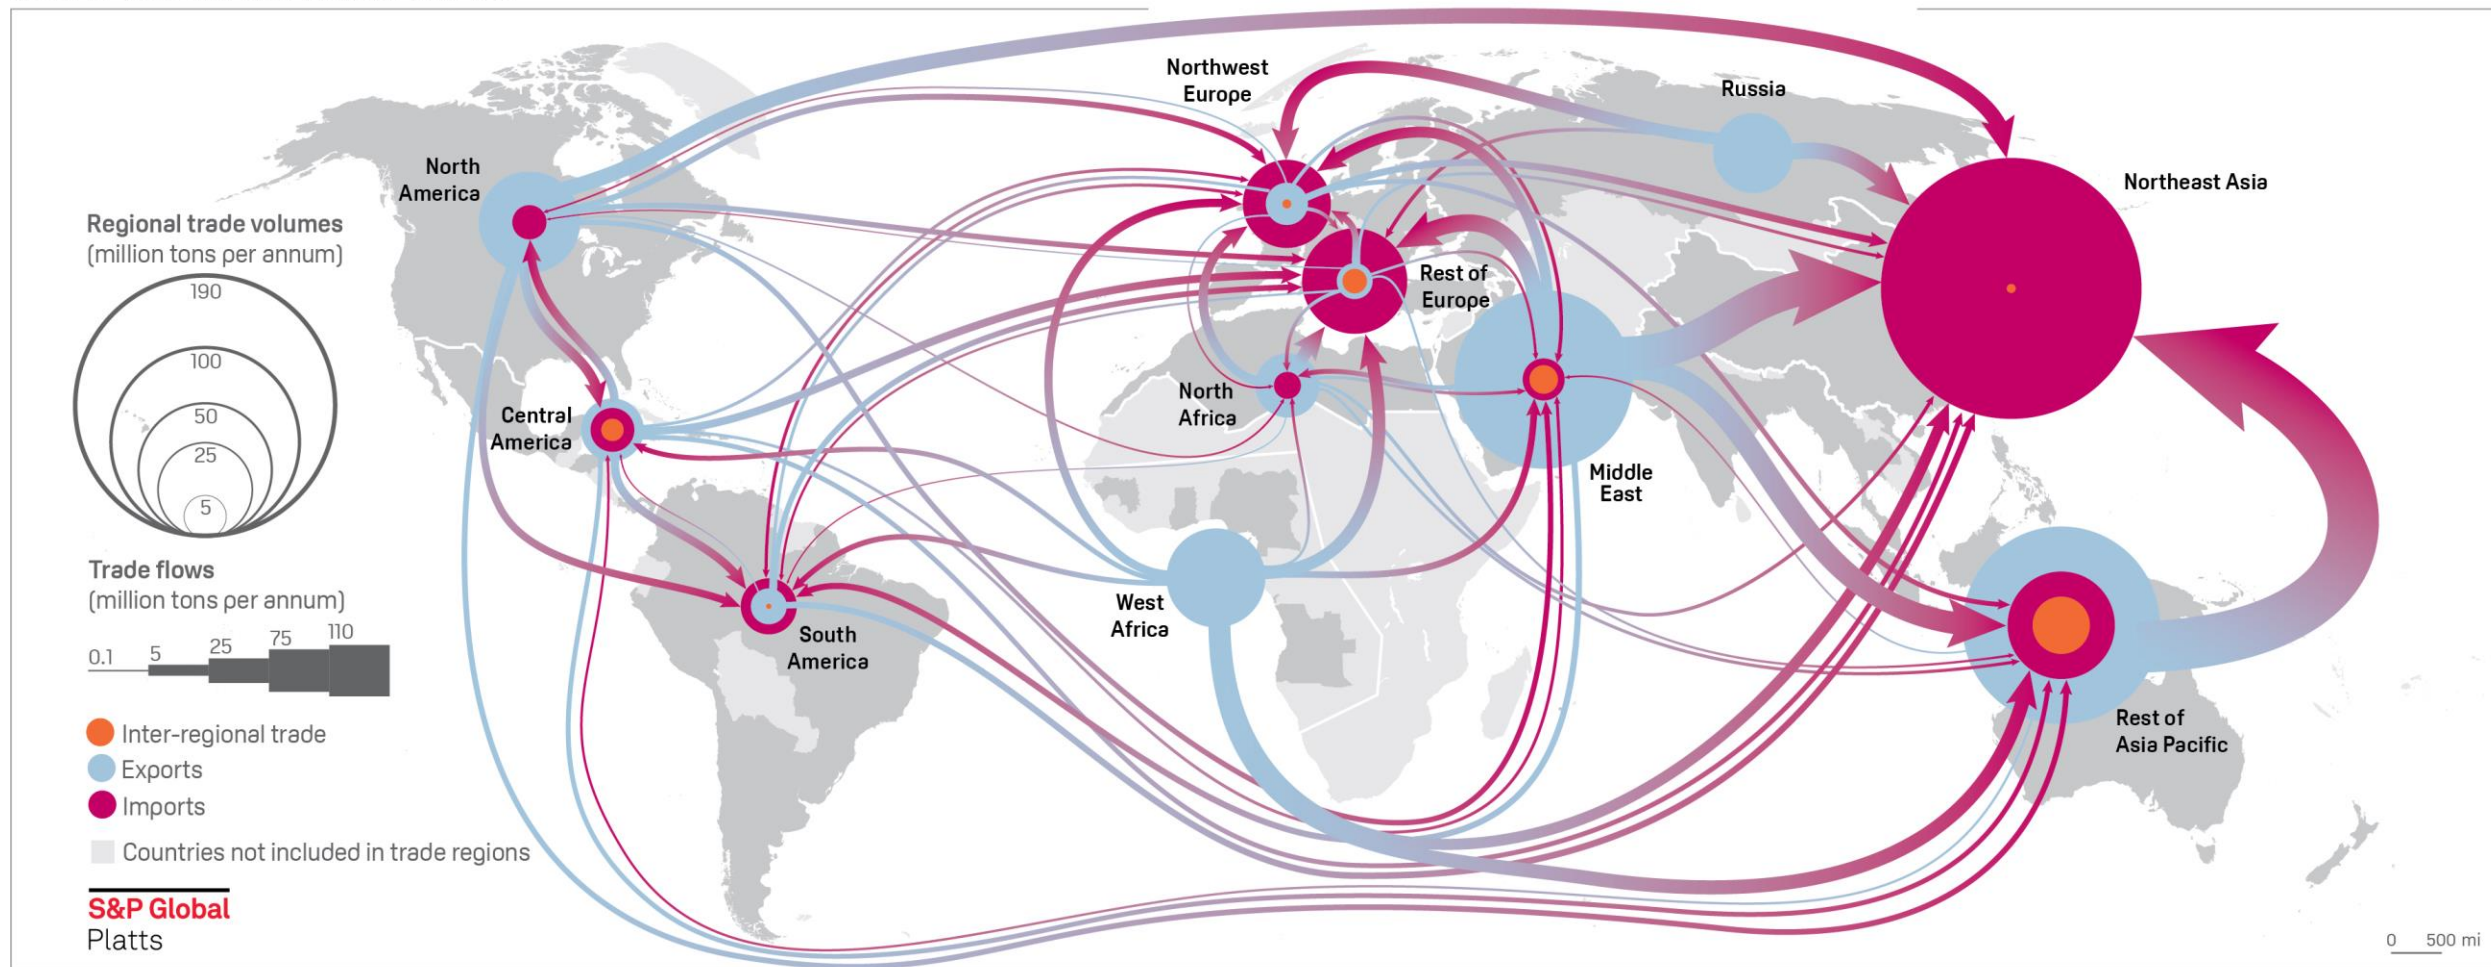 Regional trade volumes
(million tons per annum)
190
100
50
25
5
Trade flows
(million tons per annum)
0.1
5
25
75
110
Inter-regional trade
Exports
Imports
Countries not included in trade regions
S&P Global
Platts
North
America
Central
America
South
America
Northwest
Europe
Rest of
Europe
North
Africa
West
Africa
Middle
East
Russia
Northeast Asia
Rest of
Asia Pacific
0 500 mi